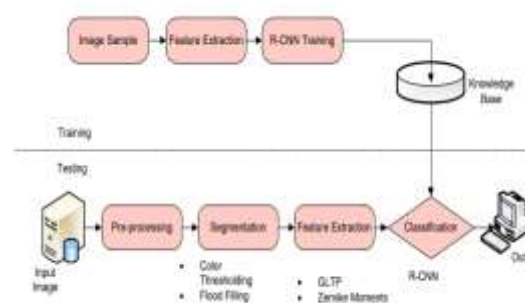 Image Sample
Feature Extraction
R-CNN Training
Knowledge
Base
Training
Testing
Pre-processing
Segmentation
Feature Extraction
Classification
Input
Image
• Color
Thresholding
• Flood Filling
• GLTP
• Zernike Moments
R-CNN